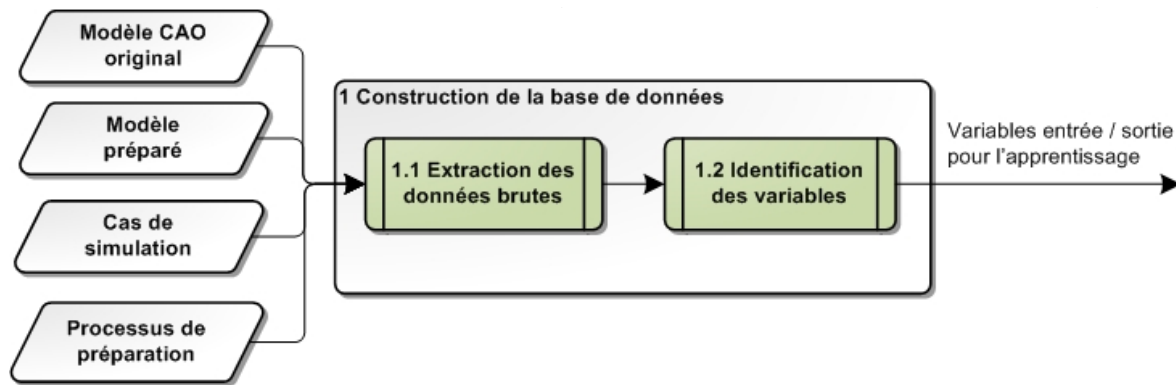 Modèle CAO
original
Modèle
préparé
Cas de
simulation
Processus de
préparation
1 Construction de la base de données
1.1 Extraction des
données brutes
1.2 Identification
des variables
Variables entrée / sortie
pour l'apprentissage